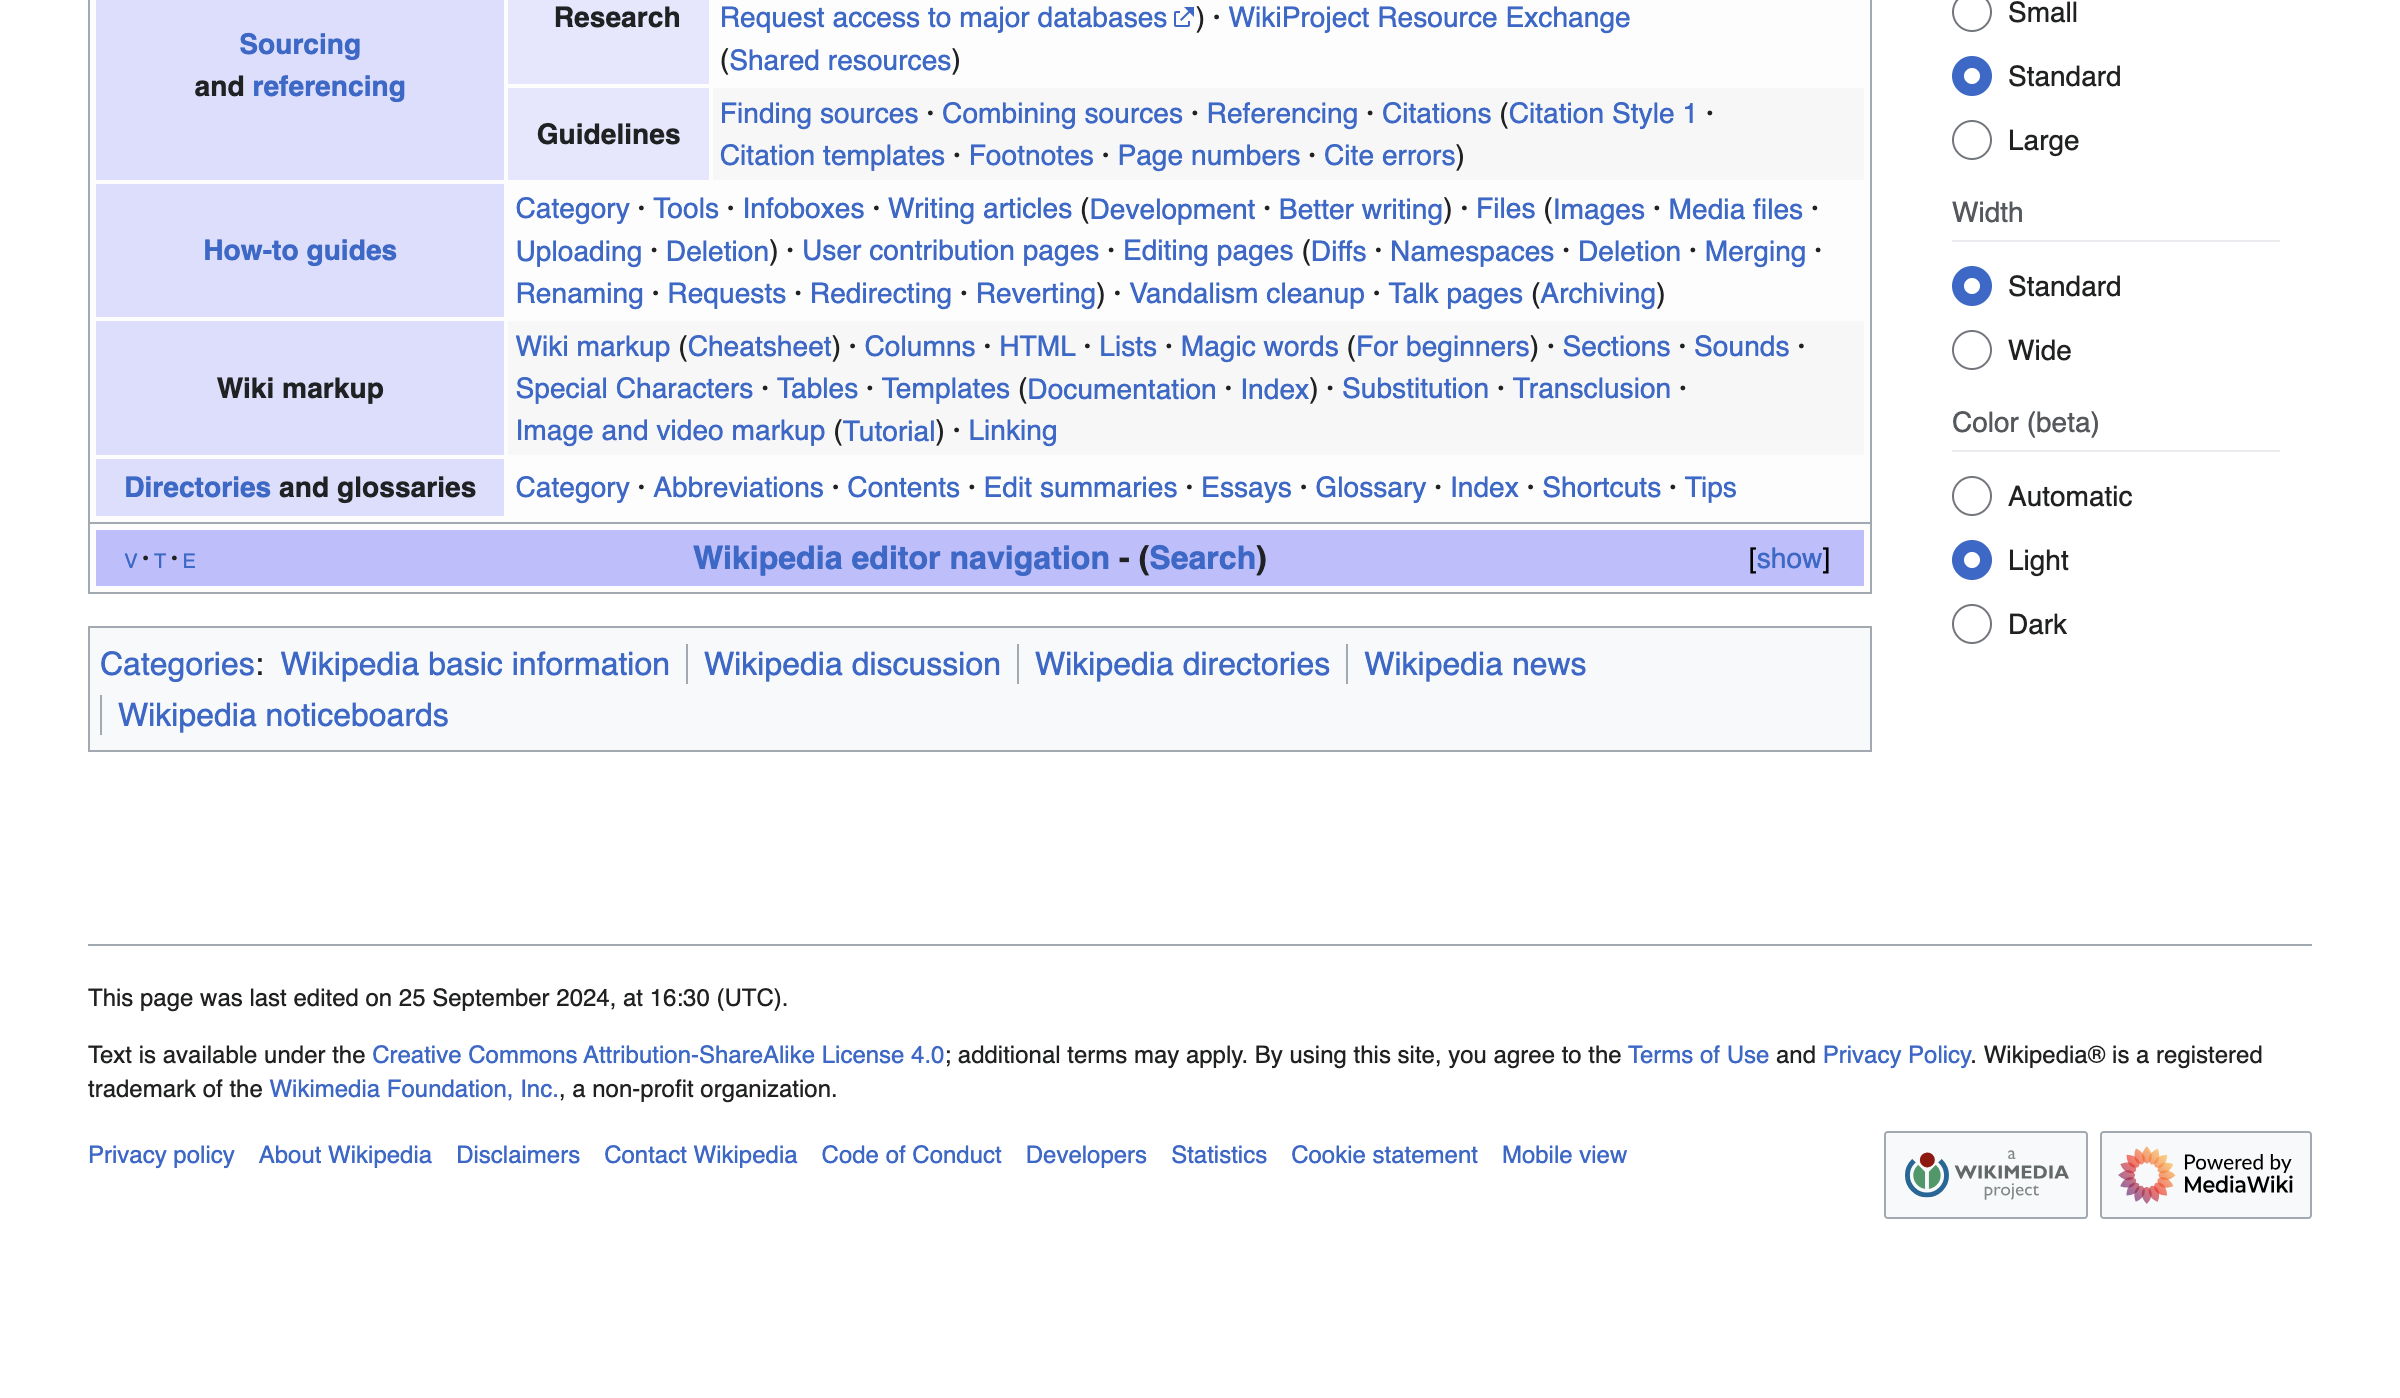 Research
Request access to major databases) · WikiProject Resource Exchange
(Shared resources)
Sourcing
and referencing
Guidelines
Finding sources · Combining sources · Referencing · Citations (Citation Style 1 ·
Citation templates · Footnotes · Page numbers · Cite errors)
How-to guides
Category · Tools · Infoboxes · Writing articles (Development · Better writing) · Files (Images · Media files ·
Uploading · Deletion) · User contribution pages · Editing pages (Diffs · Namespaces · Deletion · Merging ·
Renaming · Requests · Redirecting · Reverting) · Vandalism cleanup · Talk pages (Archiving)
Wiki markup
Wiki markup (Cheatsheet) · Columns · HTML · Lists · Magic words (For beginners) · Sections · Sounds ·
Special Characters · Tables · Templates (Documentation · Index) · Substitution · Transclusion ·
Image and video markup (Tutorial) · Linking
Directories and glossaries
Category · Abbreviations · Contents · Edit summaries · Essays · Glossary · Index · Shortcuts · Tips
V · T · E
Wikipedia editor navigation - (Search)
[show]
Categories: Wikipedia basic information | Wikipedia discussion | Wikipedia directories | Wikipedia news
| Wikipedia noticeboards
Small
Standard
Large
Width
Standard
Wide
Color (beta)
Automatic
Light
Dark
This page was last edited on 25 September 2024, at 16:30 (UTC).
Text is available under the Creative Commons Attribution-ShareAlike License 4.0; additional terms may apply. By using this site, you agree to the Terms of Use and Privacy Policy. Wikipedia® is a registered
trademark of the Wikimedia Foundation, Inc., a non-profit organization.
Privacy policy About Wikipedia Disclaimers Contact Wikipedia Code of Conduct Developers Statistics Cookie statement Mobile view
a
WIKIMEDIA
project
Powered by
MediaWiki